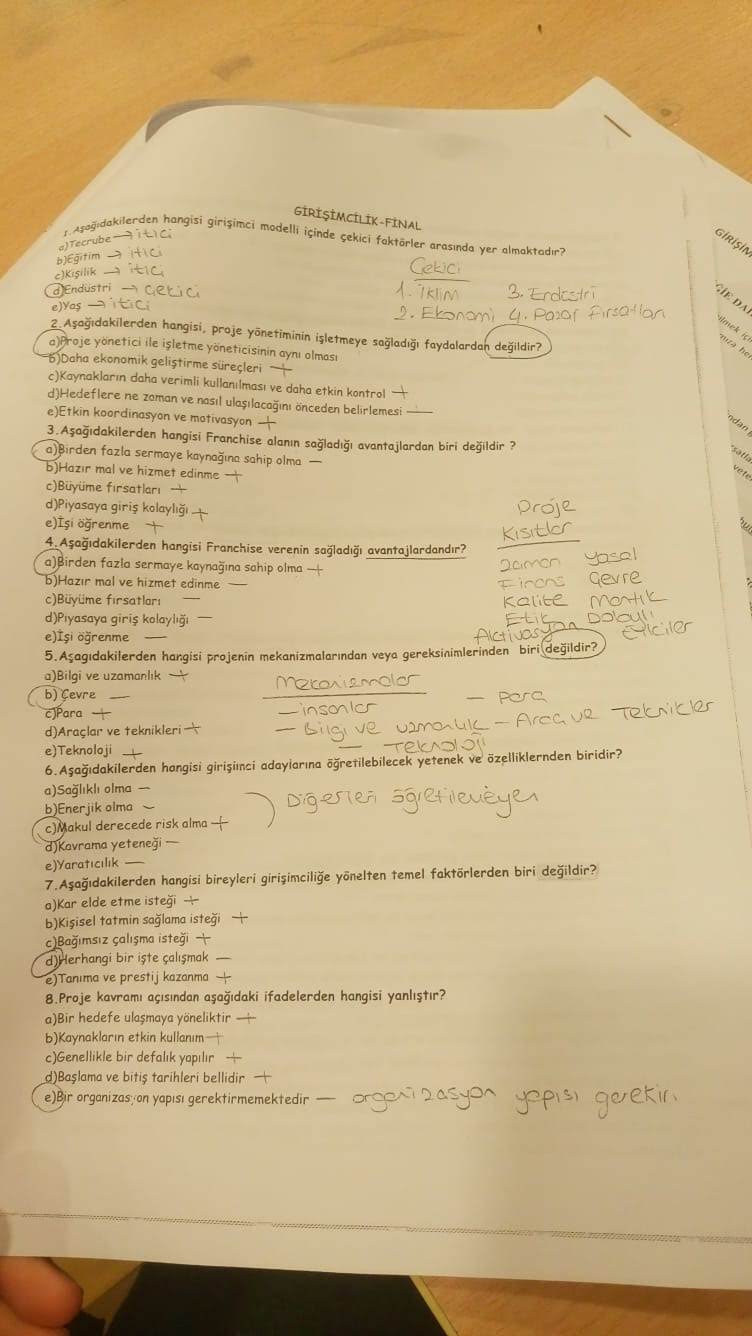 GİRİŞİMCİLİK-FİNAL
1.Aşağıdakilerden hangisi girişimci modelli içinde çekici faktörler arasında yer almaktadır?
a)Tecrube → itici
b)Eğitim → itici
c)Kişilik → itici
d)Endüstri → çekici
e)Yaş → itici
Çekici
1. İklim 3. Endüstri
2. Ekonomi 4. Pazar Fırsatları
2.Aşağıdakilerden hangisi, proje yönetiminin işletmeye sağladığı faydalardan değildir?
a)Proje yönetici ile işletme yöneticisinin aynı olması
b)Daha ekonomik geliştirme süreçleri +
c)Kaynakların daha verimli kullanılması ve daha etkin kontrol +
d)Hedeflere ne zaman ve nasıl ulaşılacağını önceden belirlemesi —
e)Etkin koordinasyon ve motivasyon +
3.Aşağıdakilerden hangisi Franchise alanın sağladığı avantajlardan biri değildir ?
a)Birden fazla sermaye kaynağına sahip olma —
b)Hazır mal ve hizmet edinme +
c)Büyüme fırsatları +
d)Piyasaya giriş kolaylığı +
e)İşi öğrenme +
4.Aşağıdakilerden hangisi Franchise verenin sağladığı avantajlardandır?
a)Birden fazla sermaye kaynağına sahip olma +
b)Hazır mal ve hizmet edinme —
c)Büyüme fırsatları —
d)Piyasaya giriş kolaylığı —
e)İşi öğrenme —
Proje
Kısıtlar
Zaman Yasal
Finans Çevre
Kalite Mantık
Etik Dolaylı
Aktivasyon Etkiler
5.Aşagıdakilerden hangisi projenin mekanizmalarından veya gereksinimlerinden biri değildir?
a)Bilgi ve uzamanlık +
b) Çevre —
c)Para +
d)Araçlar ve teknikleri +
e)Teknoloji +
Mekanizmalar
— insanlar — para
— Bilgi ve uzmanlık — Araç ve Teknikler
— Teknoloji
6.Aşağıdakilerden hangisi girişimci adaylarına öğretilebilecek yetenek ve özelliklernden biridir?
a)Sağlıklı olma —
b)Enerjik olma —
c)Makul derecede risk alma +
d)Kavrama yeteneği —
e)Yaratıcılık —
Diğerleri öğretilemeyen
7.Aşağıdakilerden hangisi bireyleri girişimciliğe yönelten temel faktörlerden biri değildir?
a)Kar elde etme isteği +
b)Kişisel tatmin sağlama isteği +
c)Bağımsız çalışma isteği +
d)Herhangi bir işte çalışmak —
e)Tanıma ve prestij kazanma +
8.Proje kavramı açısından aşağıdaki ifadelerden hangisi yanlıştır?
a)Bir hedefe ulaşmaya yöneliktir +
b)Kaynakların etkin kullanım +
c)Genellikle bir defalık yapılır +
d)Başlama ve bitiş tarihleri bellidir +
e)Bir organizasyon yapısı gerektirmemektedir — organizasyon yapısı gerekir.